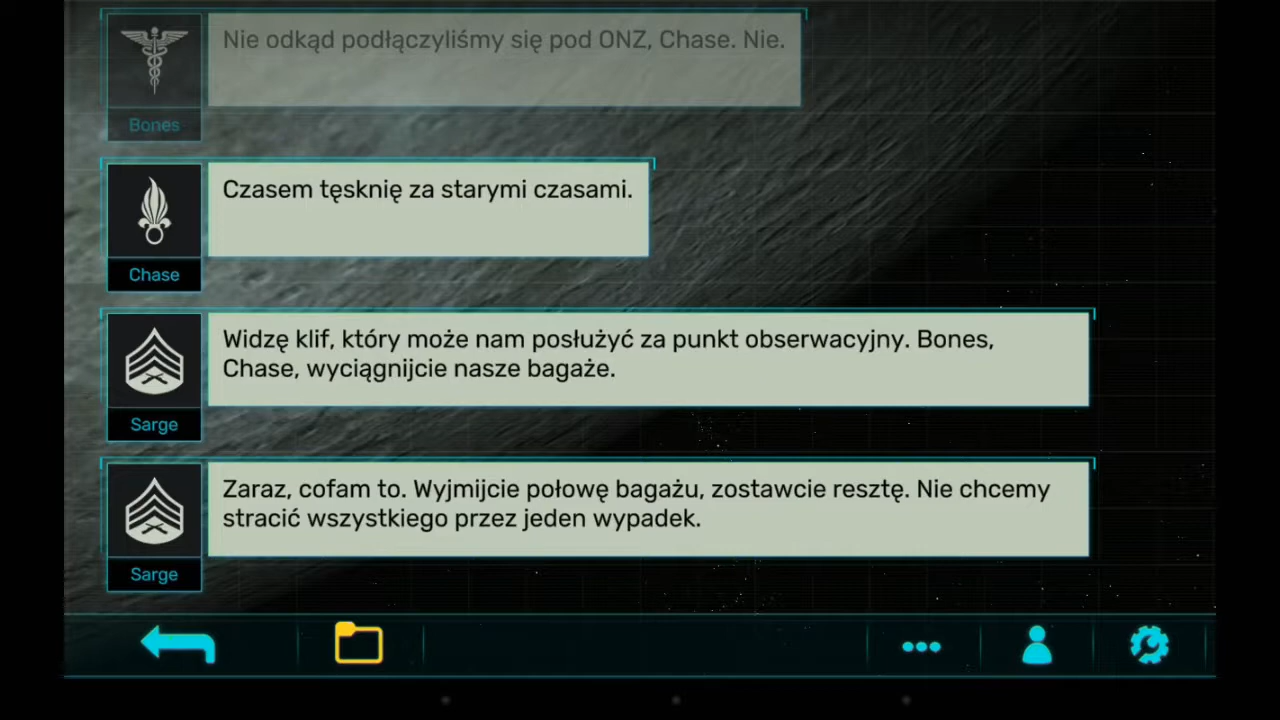 Nie odkąd podłączyliśmy się pod ONZ, Chase. Nie.
Bones
Czasem tęsknię za starymi czasami.
Chase
Widzę klif, który może nam posłużyć za punkt obserwacyjny. Bones,
Chase, wyciągnijcie nasze bagaże.
Sarge
Zaraz, cofam to. Wyjmijcie połowę bagażu, zostawcie resztę. Nie chcemy
stracić wszystkiego przez jeden wypadek.
Sarge